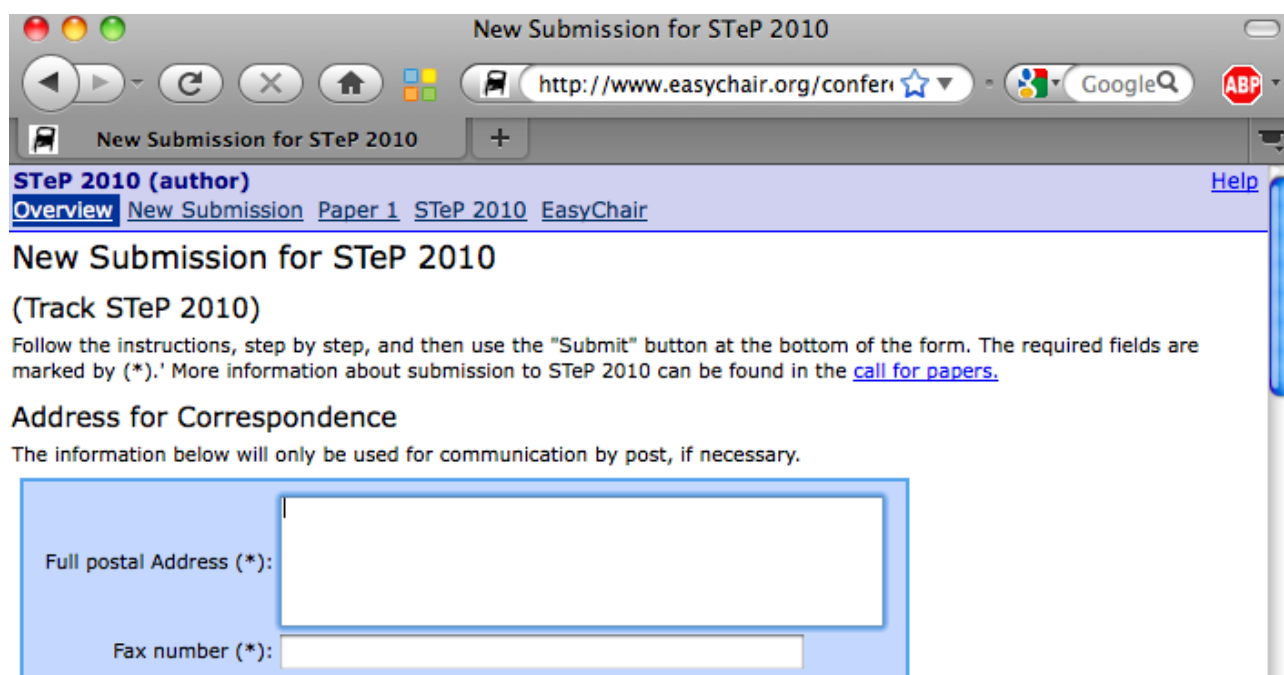 New Submission for STeP 2010
http://www.easychair.org/confer
Google
ABP
New Submission for STeP 2010
+
STeP 2010 (author)
Help
Overview New Submission Paper 1 STeP 2010 EasyChair
New Submission for STeP 2010
(Track STeP 2010)
Follow the instructions, step by step, and then use the "Submit" button at the bottom of the form. The required fields are
marked by (*).' More information about submission to STeP 2010 can be found in the call for papers.
Address for Correspondence
The information below will only be used for communication by post, if necessary.
Full postal Address (*):
Fax number (*):